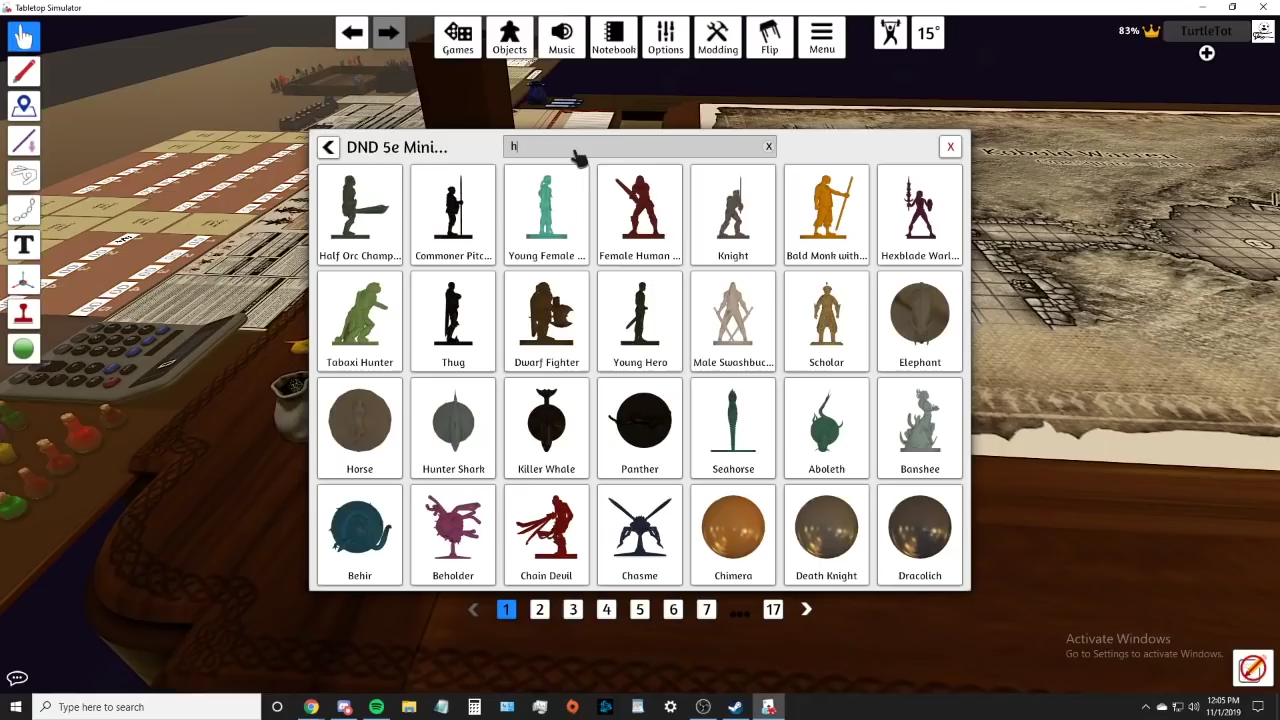 Tabletop Simulator
Games
Objects
Music
Notebook
Options
Modding
Flip
Menu
15°
83%
TurtleTot
DND 5e Mini...
h
X
X
Half Orc Champ...
Commoner Pitc...
Young Female ...
Female Human ...
Knight
Bald Monk with...
Hexblade Warl...
Tabaxi Hunter
Thug
Dwarf Fighter
Young Hero
Male Swashbuc...
Scholar
Elephant
Horse
Hunter Shark
Killer Whale
Panther
Seahorse
Aboleth
Banshee
Behir
Beholder
Chain Devil
Chasme
Chimera
Death Knight
Dracolich
1 2 3 4 5 6 7 ... 17
T
Activate Windows
Go to Settings to activate Windows.
Type here to search
12:05 PM
11/1/2019